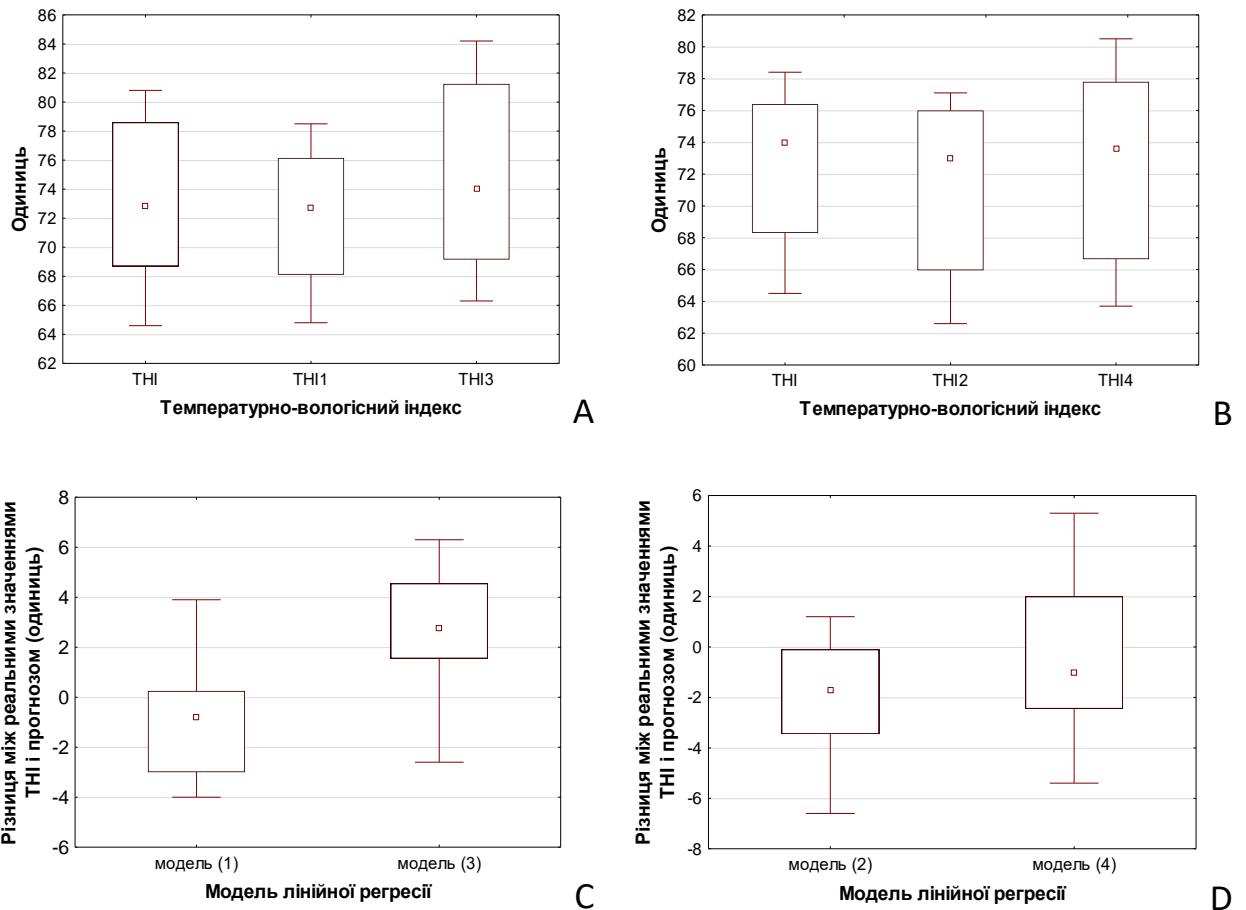 86
84
82
80
78
76
74
72
70
68
66
64
62
Одиниць
THI
THI1
THI3
Температурно-вологісний індекс
A
82
80
78
76
74
72
70
68
66
64
62
60
Одиниць
THI
THI2
THI4
Температурно-вологісний індекс
B
8
6
4
2
0
-2
-4
-6
Різниця між реальними значеннями
THI і прогнозом (одиниць)
модель (1)
модель (3)
Модель лінійної регресії
C
6
4
2
0
-2
-4
-6
-8
Різниця між реальними значеннями
THI і прогнозом (одиниць)
модель (2)
модель (4)
Модель лінійної регресії
D